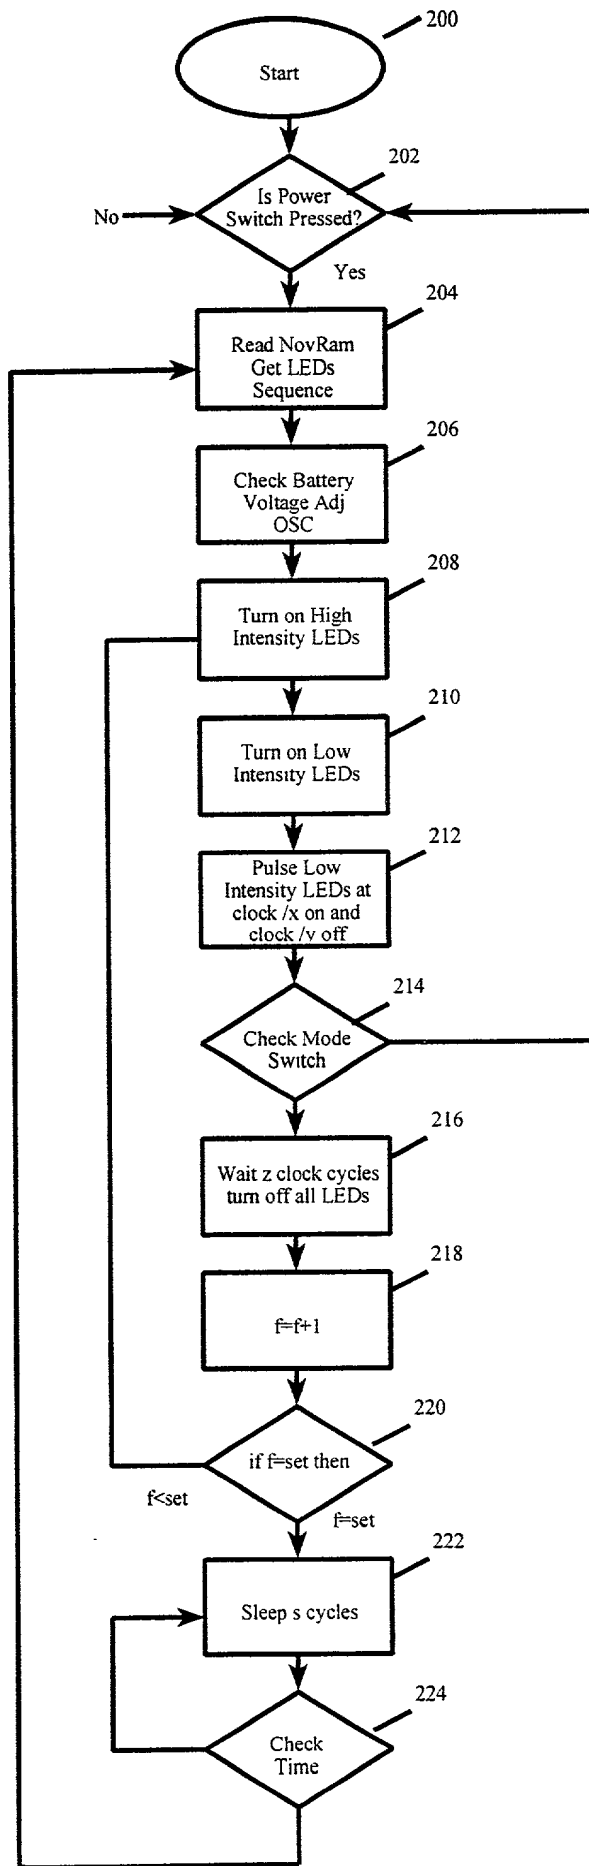 200
Start
202
Is Power
Switch Pressed?
No
Yes
204
Read NovRam
Get LEDs
Sequence
206
Check Battery
Voltage Adj
OSC
208
Turn on High
Intensity LEDs
210
Turn on Low
Intensity LEDs
212
Pulse Low
Intensity LEDs at
clock /x on and
clock /y off
214
Check Mode
Switch
216
Wait z clock cycles
turn off all LEDs
218
f=f+1
220
if f=set then
f<set
f=set
222
Sleep s cycles
224
Check
Time